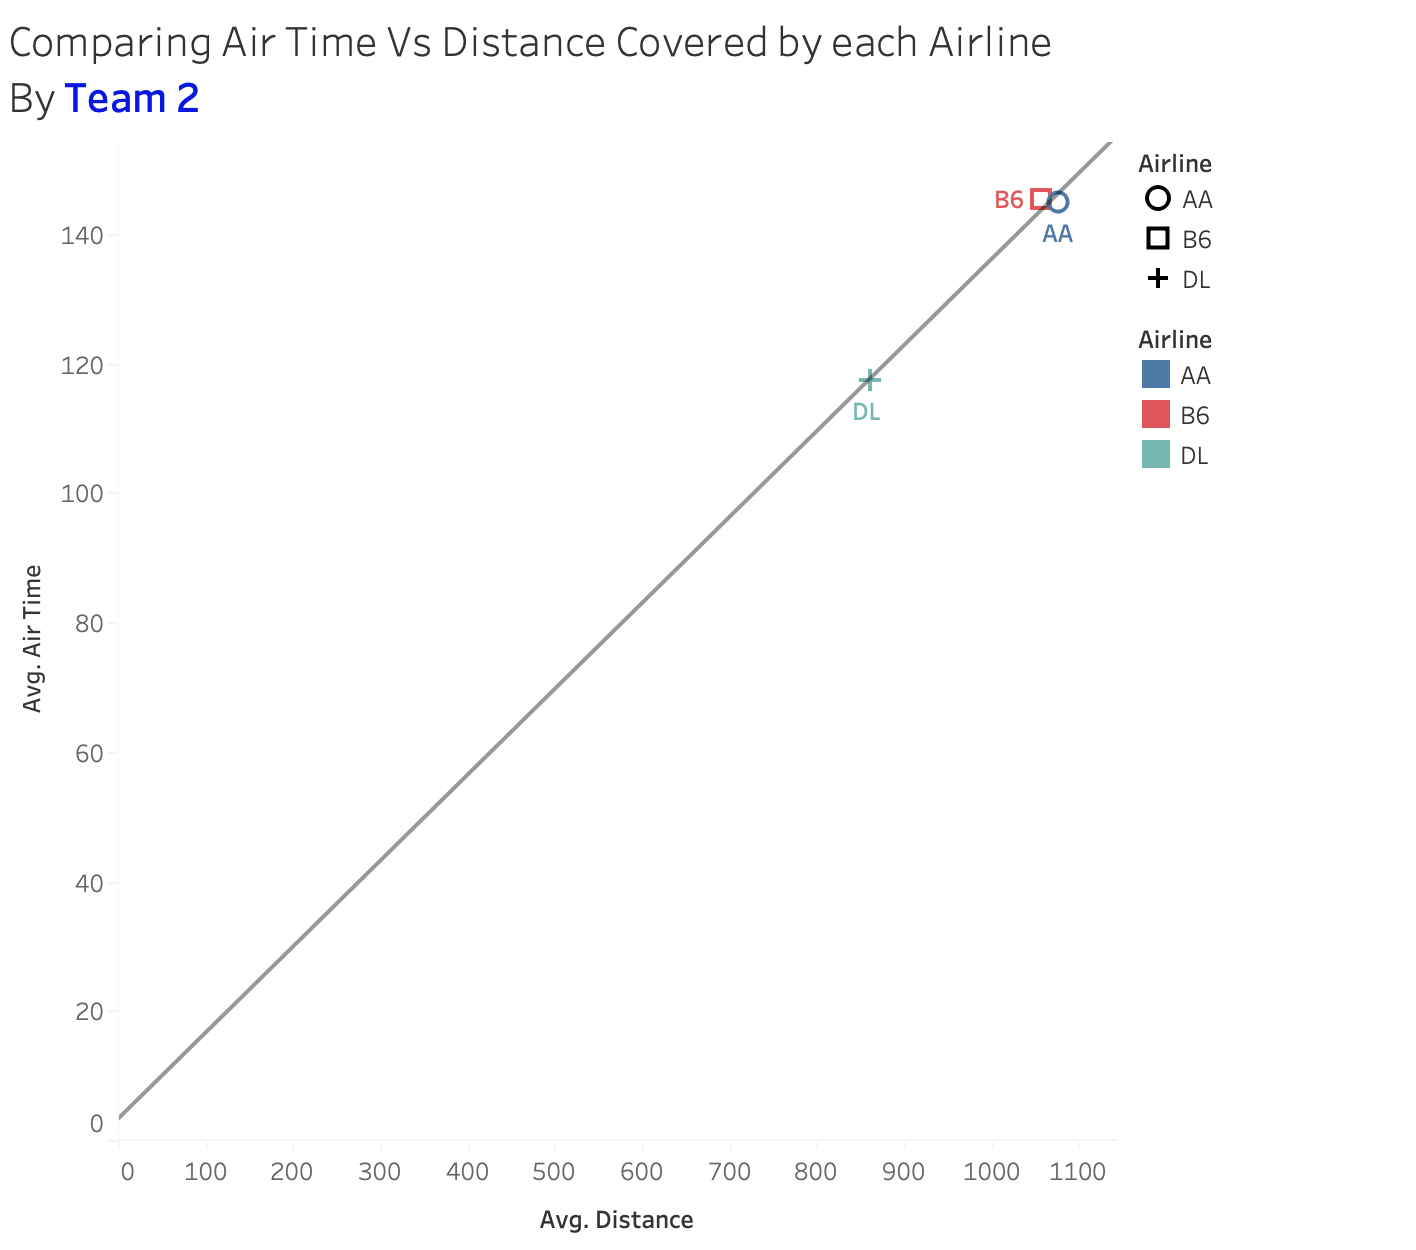 Comparing Air Time Vs Distance Covered by each Airline
By Team 2
Airline
AA
B6
DL
Airline
AA
B6
DL
B6
AA
DL
Avg. Air Time
140
120
100
80
60
40
20
0
0 100 200 300 400 500 600 700 800 900 1000 1100
Avg. Distance